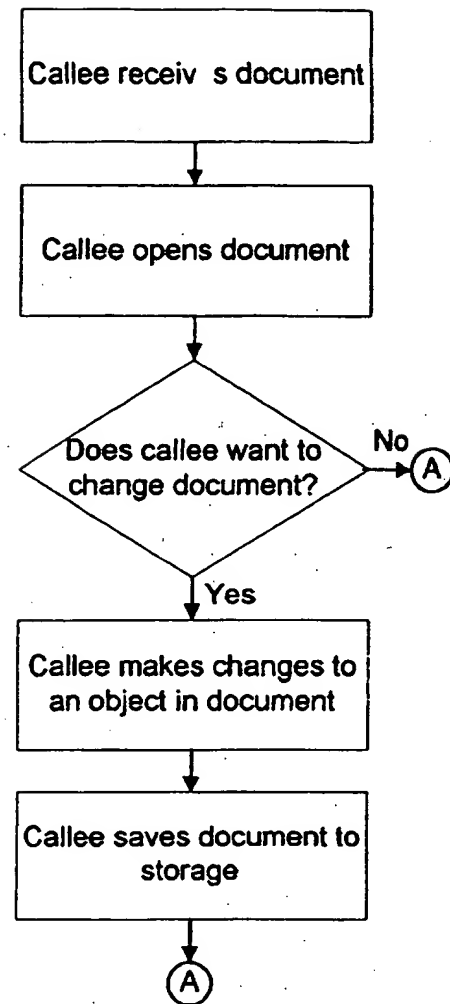 Callee receiv s document
Callee opens document
Does callee want to
change document?
No
A
Yes
Callee makes changes to
an object in document
Callee saves document to
storage
A